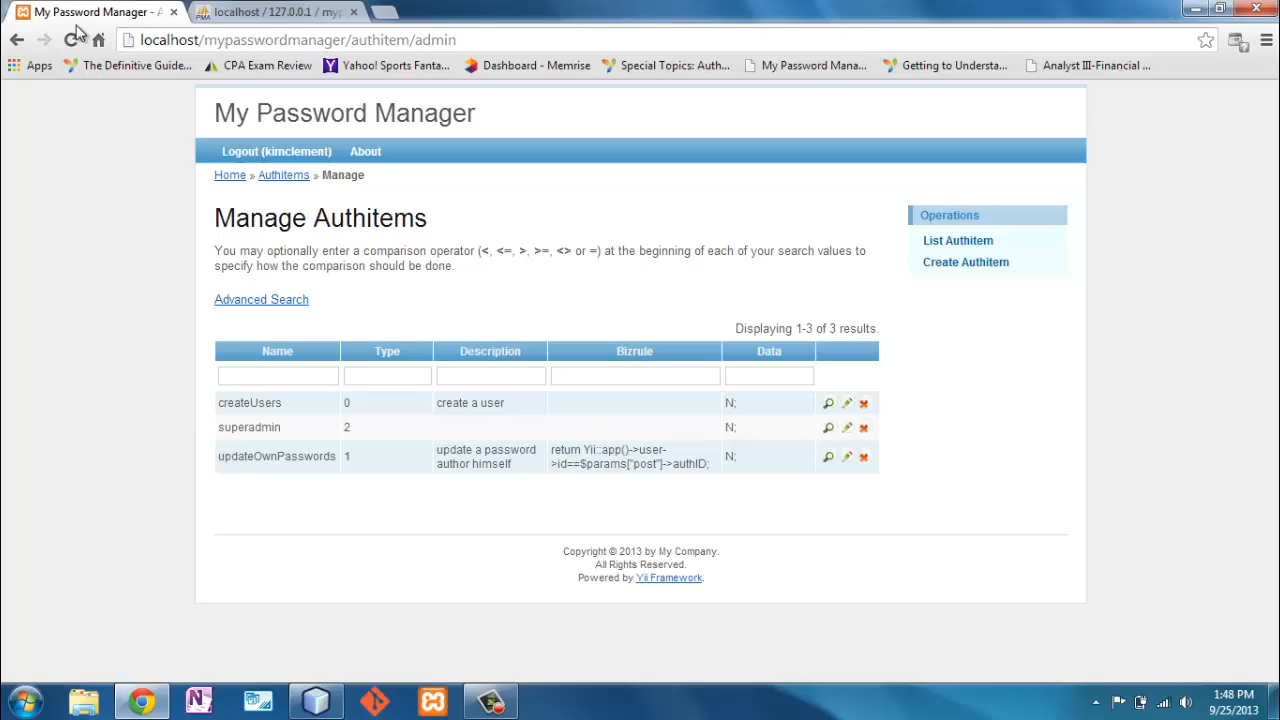 My Password Manager - A
localhost / 127.0.0.1 / myp
localhost/mypasswordmanager/authitem/admin
Apps The Definitive Guide... CPA Exam Review Yahoo! Sports Fanta... Dashboard - Memrise Special Topics: Auth... My Password Mana... Getting to Understa... Analyst III-Financial ...
My Password Manager
Logout (kimclement) About
Home » Authitems » Manage
Manage Authitems
Operations
List Authitem
Create Authitem
You may optionally enter a comparison operator (<, <=, >, >=, <> or =) at the beginning of each of your search values to
specify how the comparison should be done.
Advanced Search
Displaying 1-3 of 3 results.
Name Type Description Bizrule Data
createUsers 0 create a user N;
superadmin 2 N;
updateOwnPasswords 1 update a password author himself return Yii::app()->user->id==$params["post"]->authID; N;
Copyright © 2013 by My Company.
All Rights Reserved.
Powered by Yii Framework.
1:48 PM
9/25/2013